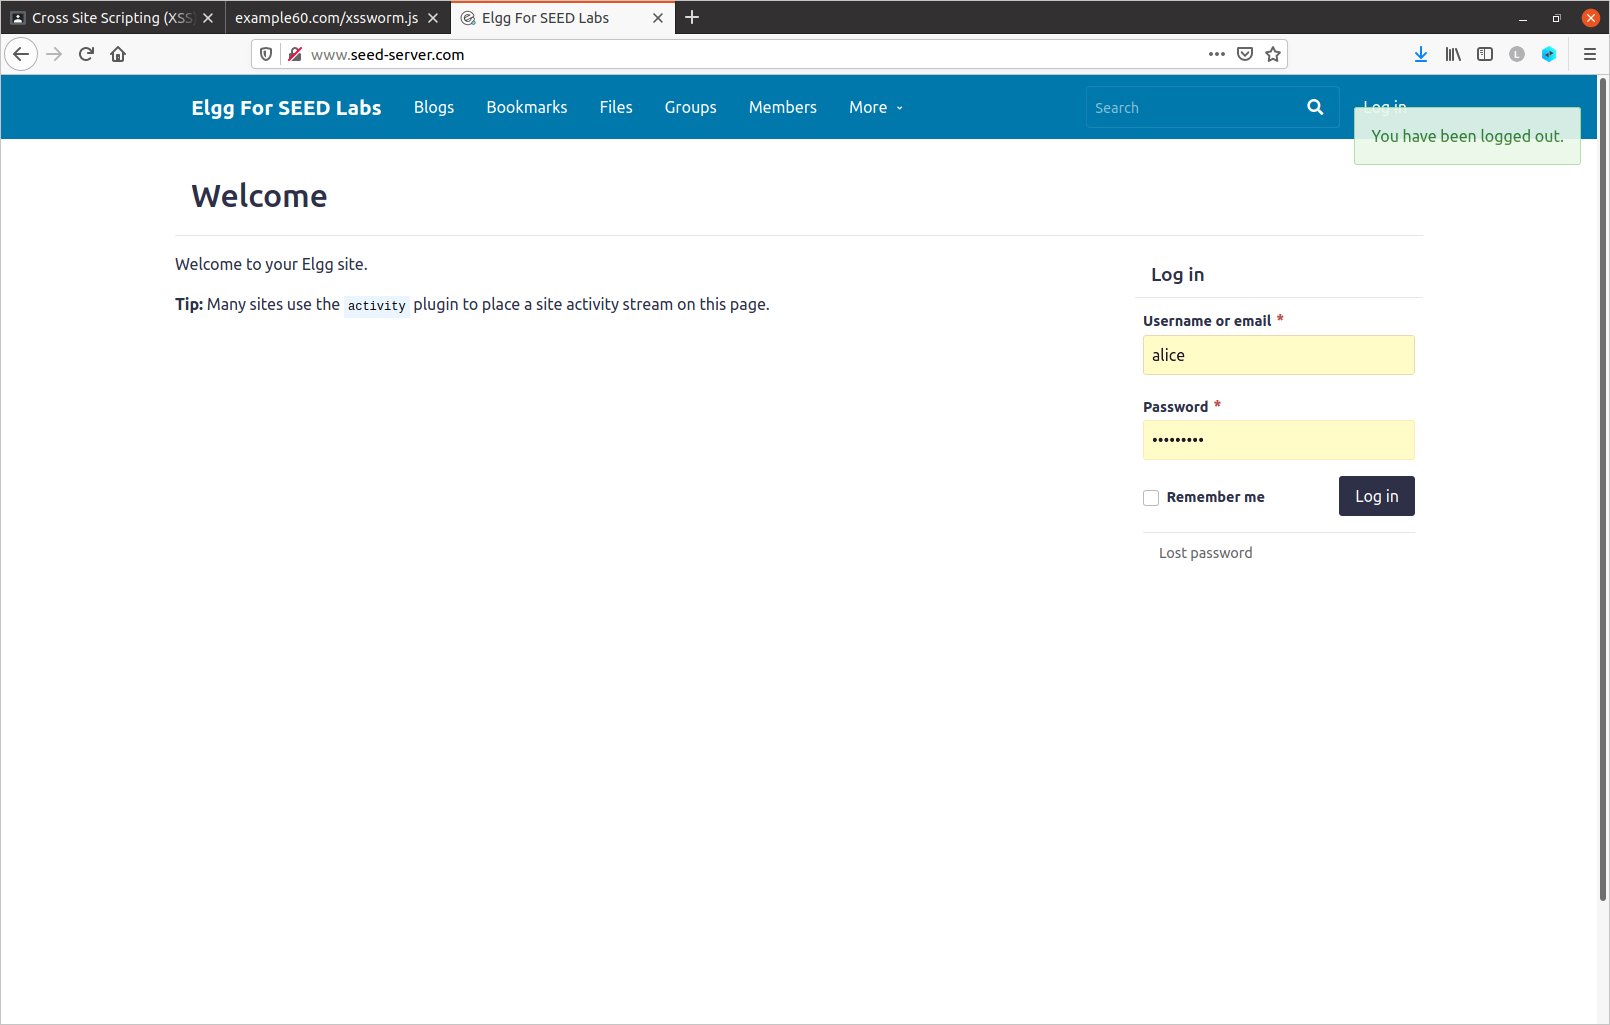 Cross Site Scripting (XSS)
example60.com/xssworm.js
Elgg For SEED Labs
www.seed-server.com
Elgg For SEED Labs Blogs Bookmarks Files Groups Members More Search Log in
You have been logged out.
Welcome
Welcome to your Elgg site.
Tip: Many sites use the activity plugin to place a site activity stream on this page.
Log in
Username or email *
alice
Password *
•••••••••
Remember me
Log in
Lost password